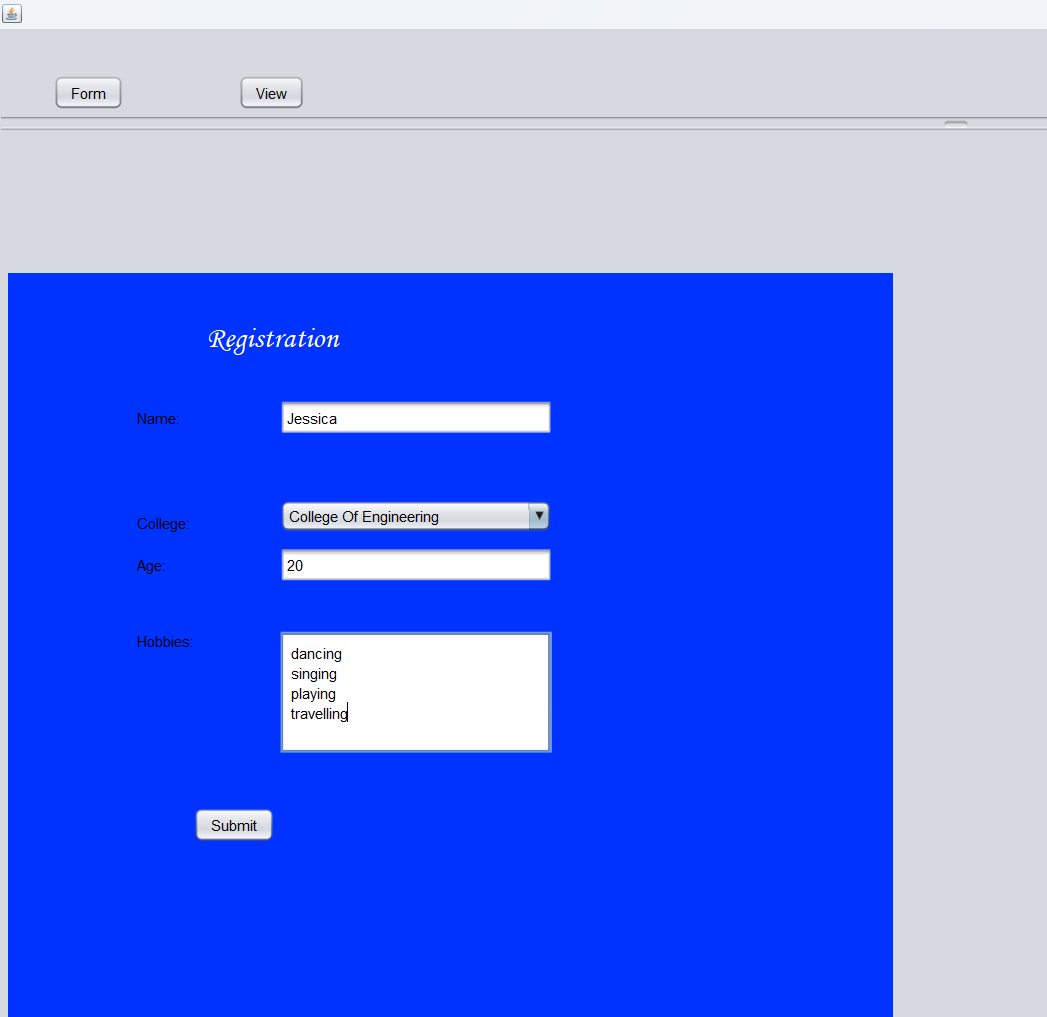 Form View
Registration
Name: Jessica
College: College Of Engineering
Age: 20
Hobbies: dancing
singing
playing
travelling
Submit